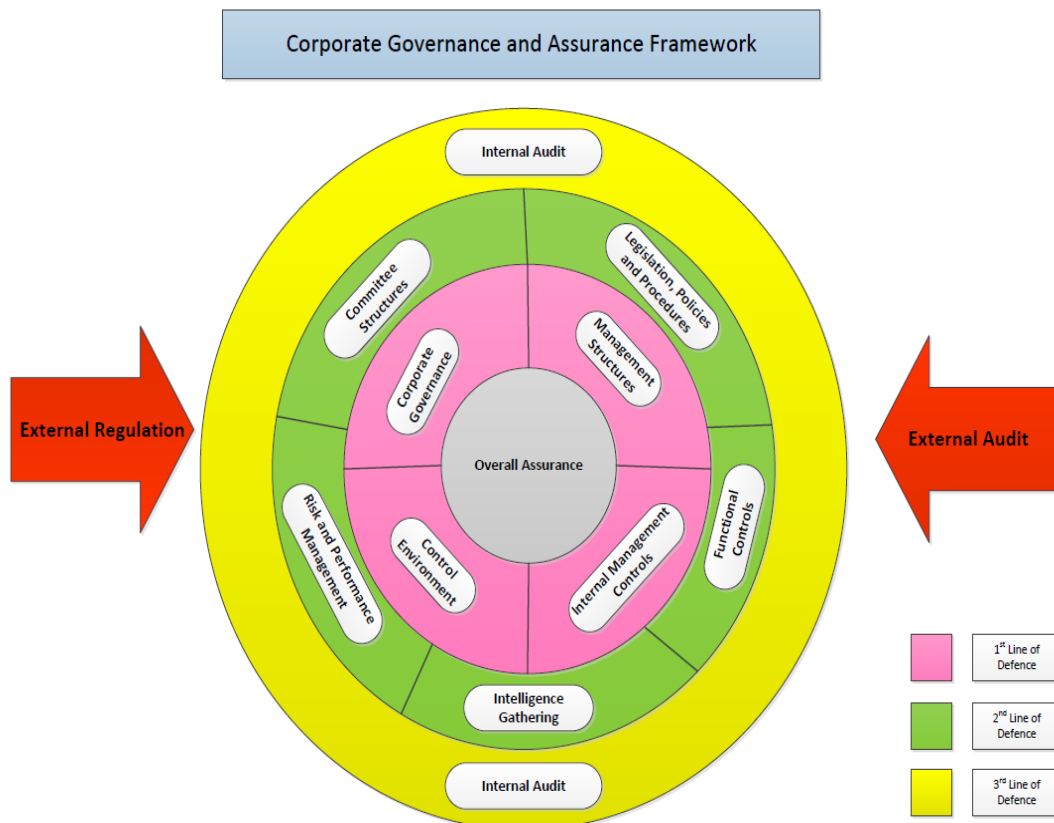 Corporate Governance and Assurance Framework
Internal Audit
Committee
Structures
Legislation, Policies
and Procedures
Corporate
Governance
Management
Structures
External Regulation
Overall Assurance
External Audit
Risk and Performance
Management
Control
Environment
Internal Management
Controls
Functional
Controls
Intelligence
Gathering
Internal Audit
1st Line of
Defence
2nd Line of
Defence
3rd Line of
Defence